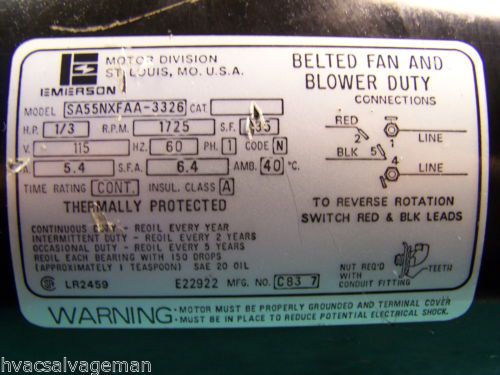 MOTOR DIVISION
ST. LOUIS, MO. U.S.A.
EMERSON
MODEL SA55NXFAA-3326 CAT.
H.P. 1/3 R.P.M. 1725 S.F. 35
V. 115 HZ. 60 PH. 1 CODE N
A. 5.4 S.F.A. 6.4 AMB. 40 °C.
TIME RATING CONT. INSUL. CLASS A
THERMALLY PROTECTED
CONTINUOUS DUTY - REOIL EVERY YEAR
INTERMITTENT DUTY - REOIL EVERY 2 YEARS
OCCASIONAL DUTY - REOIL EVERY 5 YEARS
REOIL EACH BEARING WITH 150 DROPS
(APPROXIMATELY 1 TEASPOON) SAE 20 OIL
LR2459 E22922 MFG. NO. C83 7
BELTED FAN AND
BLOWER DUTY
CONNECTIONS
RED 2 1 LINE
BLK 5 4 LINE
TO REVERSE ROTATION
SWITCH RED & BLK LEADS
NUT REQ'D WITH TEETH
CONDUIT FITTING
WARNING: MOTOR MUST BE PROPERLY GROUNDED AND TERMINAL COVER
MUST BE IN PLACE TO REDUCE POTENTIAL ELECTRICAL SHOCK.
hvacsalvageman